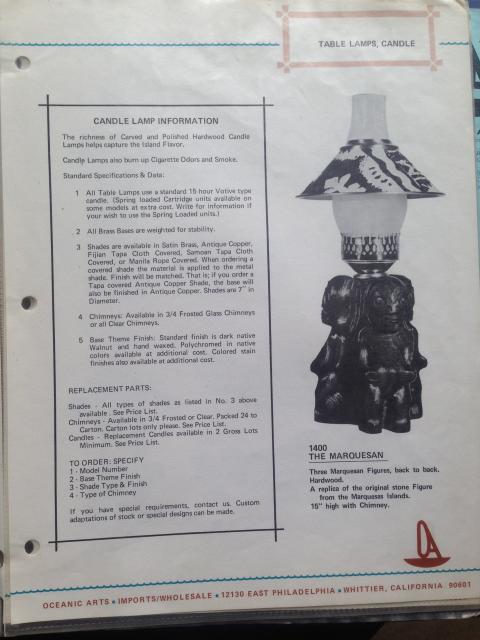 TABLE LAMPS, CANDLE
CANDLE LAMP INFORMATION
The richness of Carved and Polished Hardwood Candle
Lamps helps capture the Island Flavor.
Candle Lamps also burn up Cigarette Odors and Smoke.
Standard Specifications & Data:
1 All Table Lamps use a standard 15 hour Votive type
candle. (Spring loaded Cartridge units available on
some models at extra cost. Write for information if
your wish to use the Spring Loaded units.)
2 All Brass Bases are weighted for stability.
3 Shades are available in Satin Brass, Antique Copper,
Fijian Tapa Cloth Covered, Samoan Tapa Cloth
Covered, or Manila Rope Covered. When ordering a
covered shade the material is applied to the metal
shade. Finish will be matched. That is; if you order a
Tapa covered Antique Copper Shade, the base will
also be finished in Antique Copper. Shades are 7" in
Diameter.
4 Chimneys: Available in 3/4 Frosted Glass Chimneys
or all Clear Chimneys.
5 Base Theme Finish: Standard finish is dark native
Walnut and hand waxed. Polychromed in native
colors available at additional cost. Colored stain
finishes also available at additional cost.
REPLACEMENT PARTS:
Shades - All types of shades as listed in No. 3 above
available . See Price List.
Chimneys - Available in 3/4 Frosted or Clear. Packed 24 to
Carton. Carton lots only please. See Price List.
Candles - Replacement Candles available in 2 Gross Lots
Minimum. See Price List.
TO ORDER: SPECIFY
1 - Model Number
2 - Base Theme Finish
3 - Shade Type & Finish
4 - Type of Chimney
If you have special requirements, contact us. Custom
adaptations of stock or special designs can be made.
1400
THE MARQUESAN
Three Marquesan Figures, back to back.
Hardwood.
A replica of the original stone Figure
from the Marquesas Islands.
15" high with Chimney.
OA
OCEANIC ARTS ▪ IMPORTS/WHOLESALE ▪ 12130 EAST PHILADELPHIA ▪ WHITTIER, CALIFORNIA 90601